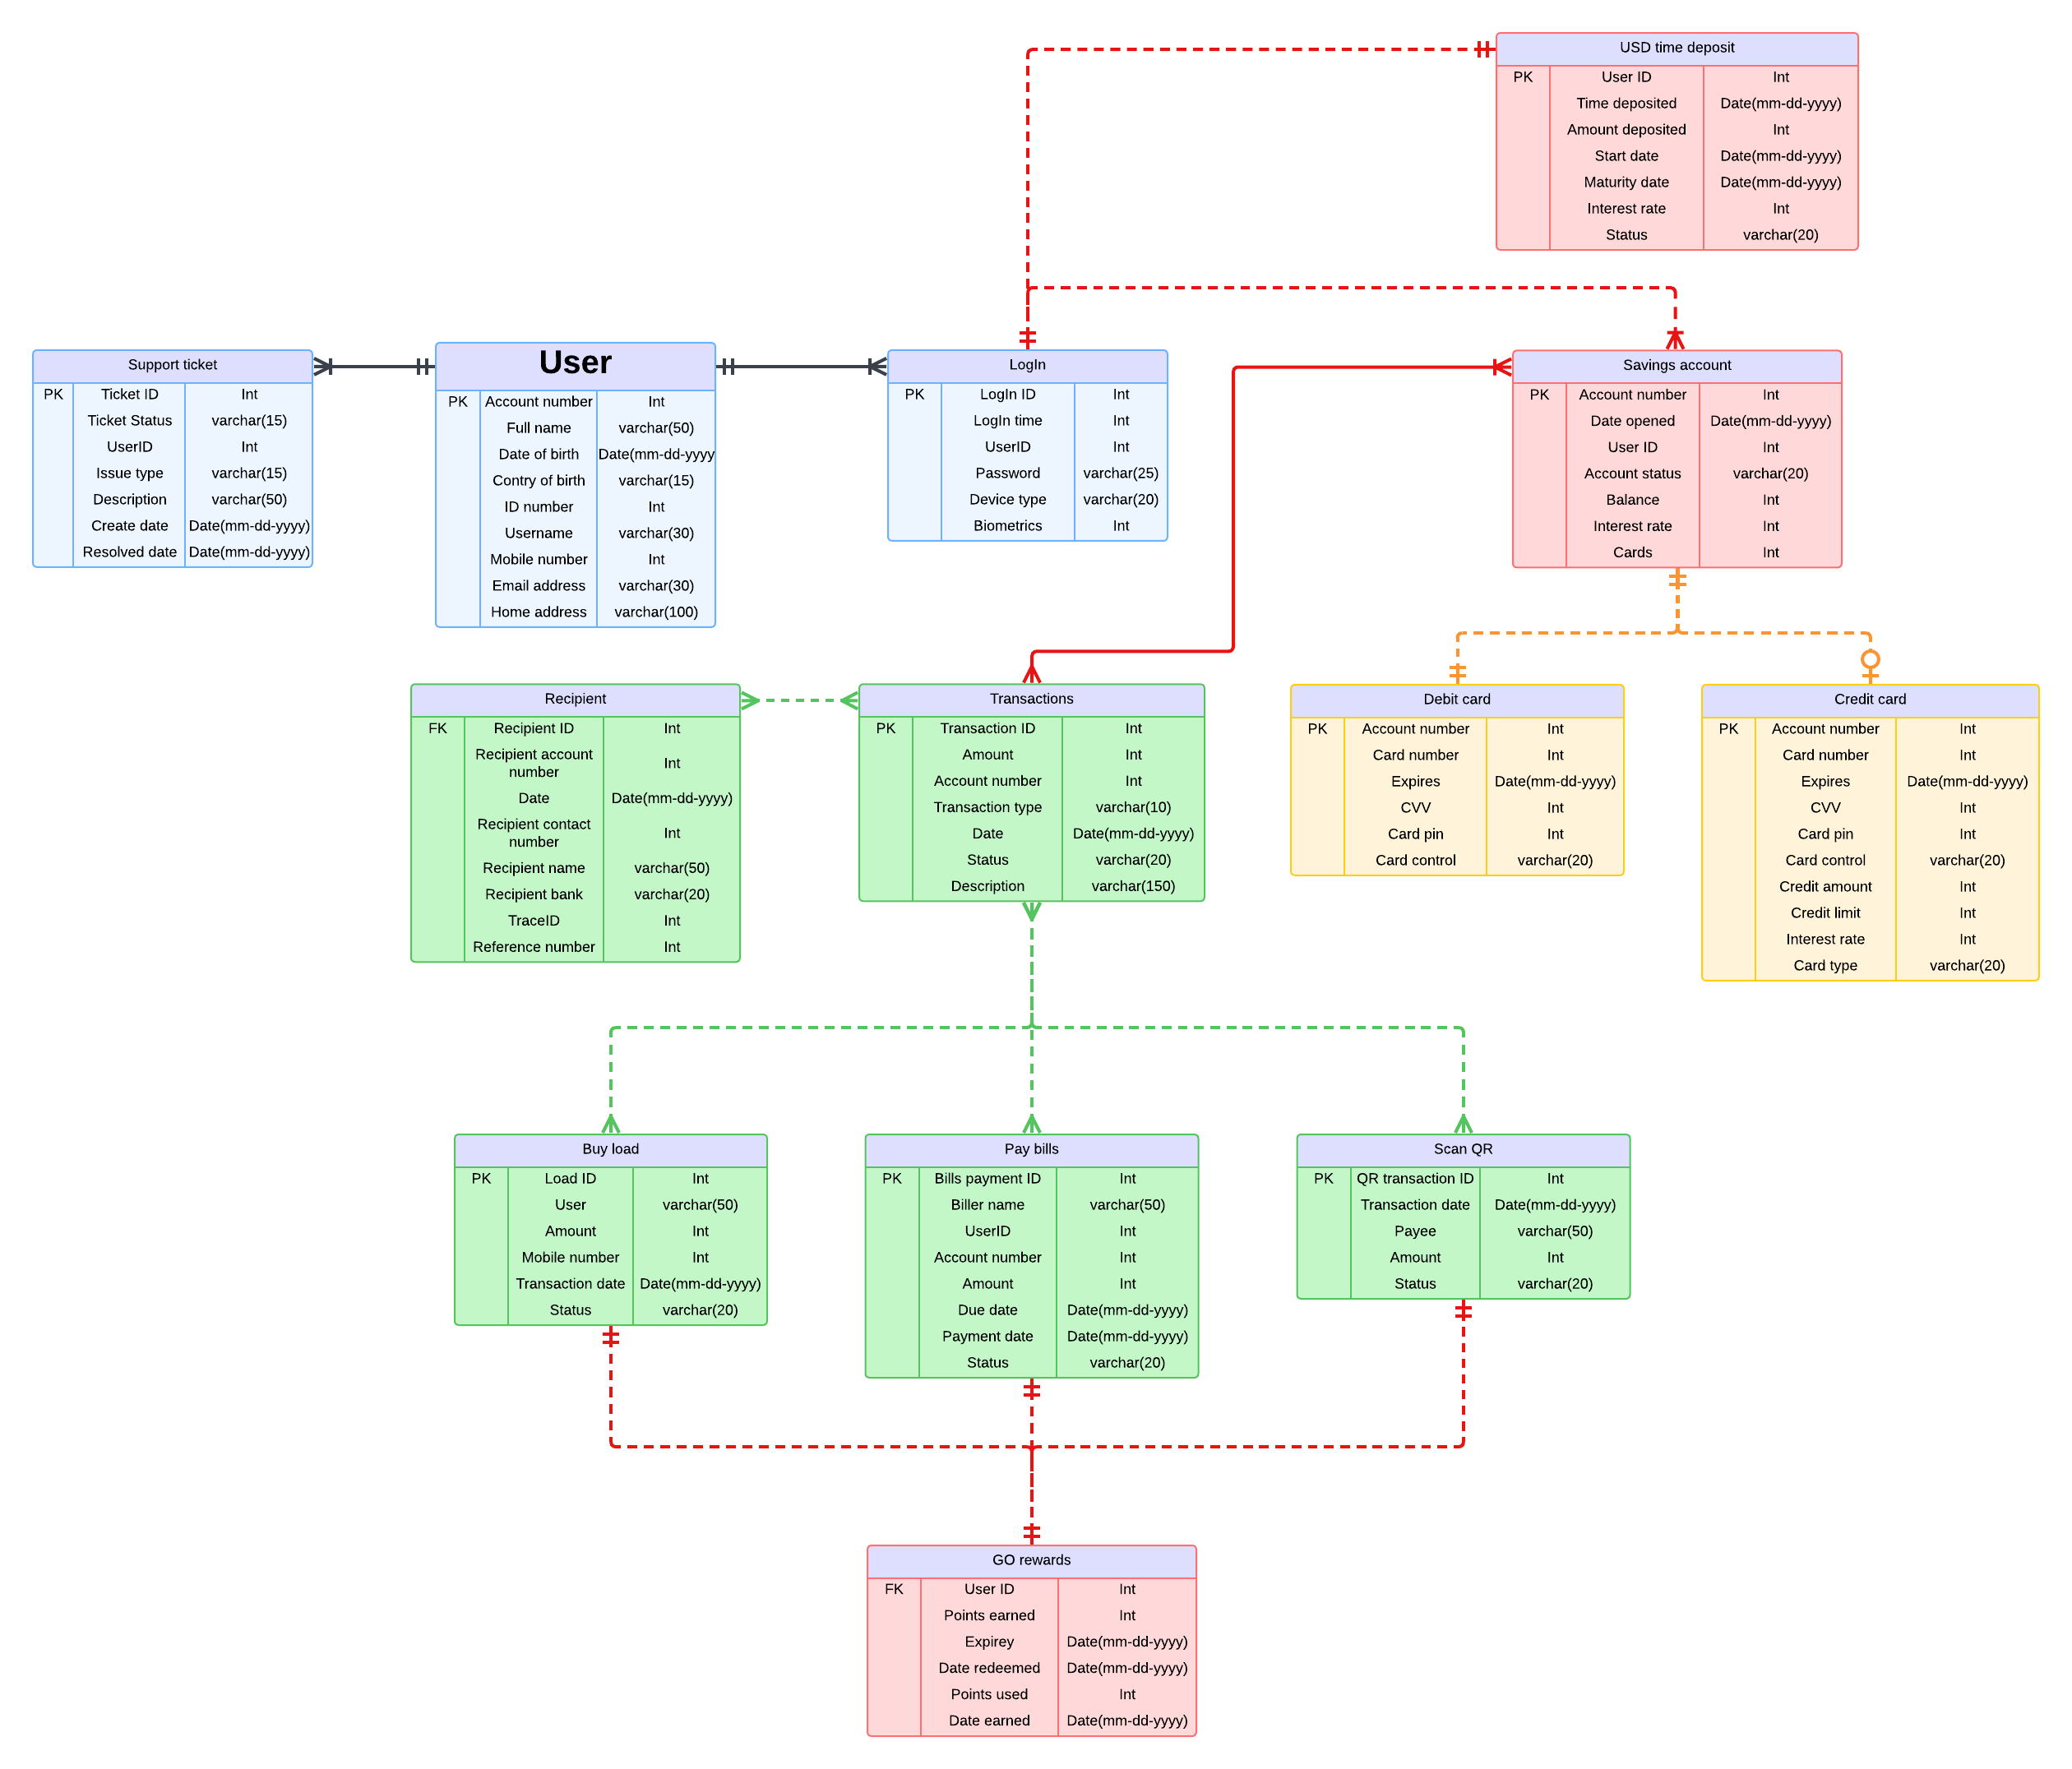 USD time deposit
PK User ID Int
Time deposited Date(mm-dd-yyyy)
Amount deposited Int
Start date Date(mm-dd-yyyy)
Maturity date Date(mm-dd-yyyy)
Interest rate Int
Status varchar(20)
Support ticket
PK Ticket ID Int
Ticket Status varchar(15)
UserID Int
Issue type varchar(15)
Description varchar(50)
Create date Date(mm-dd-yyyy)
Resolved date Date(mm-dd-yyyy)
User
PK Account number Int
Full name varchar(50)
Date of birth Date(mm-dd-yyyy
Contry of birth varchar(15)
ID number Int
Username varchar(30)
Mobile number Int
Email address varchar(30)
Home address varchar(100)
LogIn
PK LogIn ID Int
LogIn time Int
UserID Int
Password varchar(25)
Device type varchar(20)
Biometrics Int
Savings account
PK Account number Int
Date opened Date(mm-dd-yyyy)
User ID Int
Account status varchar(20)
Balance Int
Interest rate Int
Cards Int
Recipient
FK Recipient ID Int
Recipient account
number Int
Date Date(mm-dd-yyyy)
Recipient contact
number Int
Recipient name varchar(50)
Recipient bank varchar(20)
TraceID Int
Reference number Int
Transactions
PK Transaction ID Int
Amount Int
Account number Int
Transaction type varchar(10)
Date Date(mm-dd-yyyy)
Status varchar(20)
Description varchar(150)
Debit card
PK Account number Int
Card number Int
Expires Date(mm-dd-yyyy)
CVV Int
Card pin Int
Card control varchar(20)
Credit card
PK Account number Int
Card number Int
Expires Date(mm-dd-yyyy)
CVV Int
Card pin Int
Card control varchar(20)
Credit amount Int
Credit limit Int
Interest rate Int
Card type varchar(20)
Buy load
PK Load ID Int
User varchar(50)
Amount Int
Mobile number Int
Transaction date Date(mm-dd-yyyy)
Status varchar(20)
Pay bills
PK Bills payment ID Int
Biller name varchar(50)
UserID Int
Account number Int
Amount Int
Due date Date(mm-dd-yyyy)
Payment date Date(mm-dd-yyyy)
Status varchar(20)
Scan QR
PK QR transaction ID Int
Transaction date Date(mm-dd-yyyy)
Payee varchar(50)
Amount Int
Status varchar(20)
GO rewards
FK User ID Int
Points earned Int
Expirey Date(mm-dd-yyyy)
Date redeemed Date(mm-dd-yyyy)
Points used Int
Date earned Date(mm-dd-yyyy)